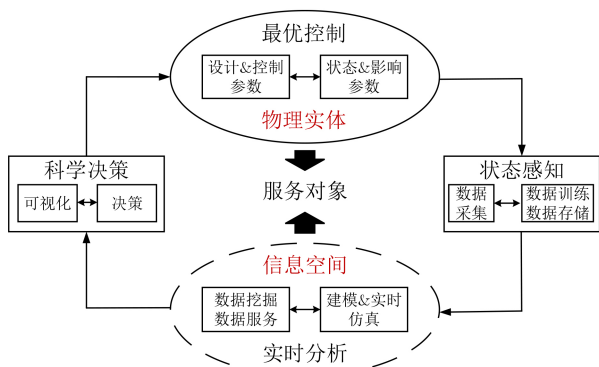 最优控制
设计&控制
参数
状态&影响
参数
物理实体
科学决策
可视化
决策
服务对象
状态感知
数据
采集
数据训练
数据存储
信息空间
数据挖掘
数据服务
建模&实时
仿真
实时分析